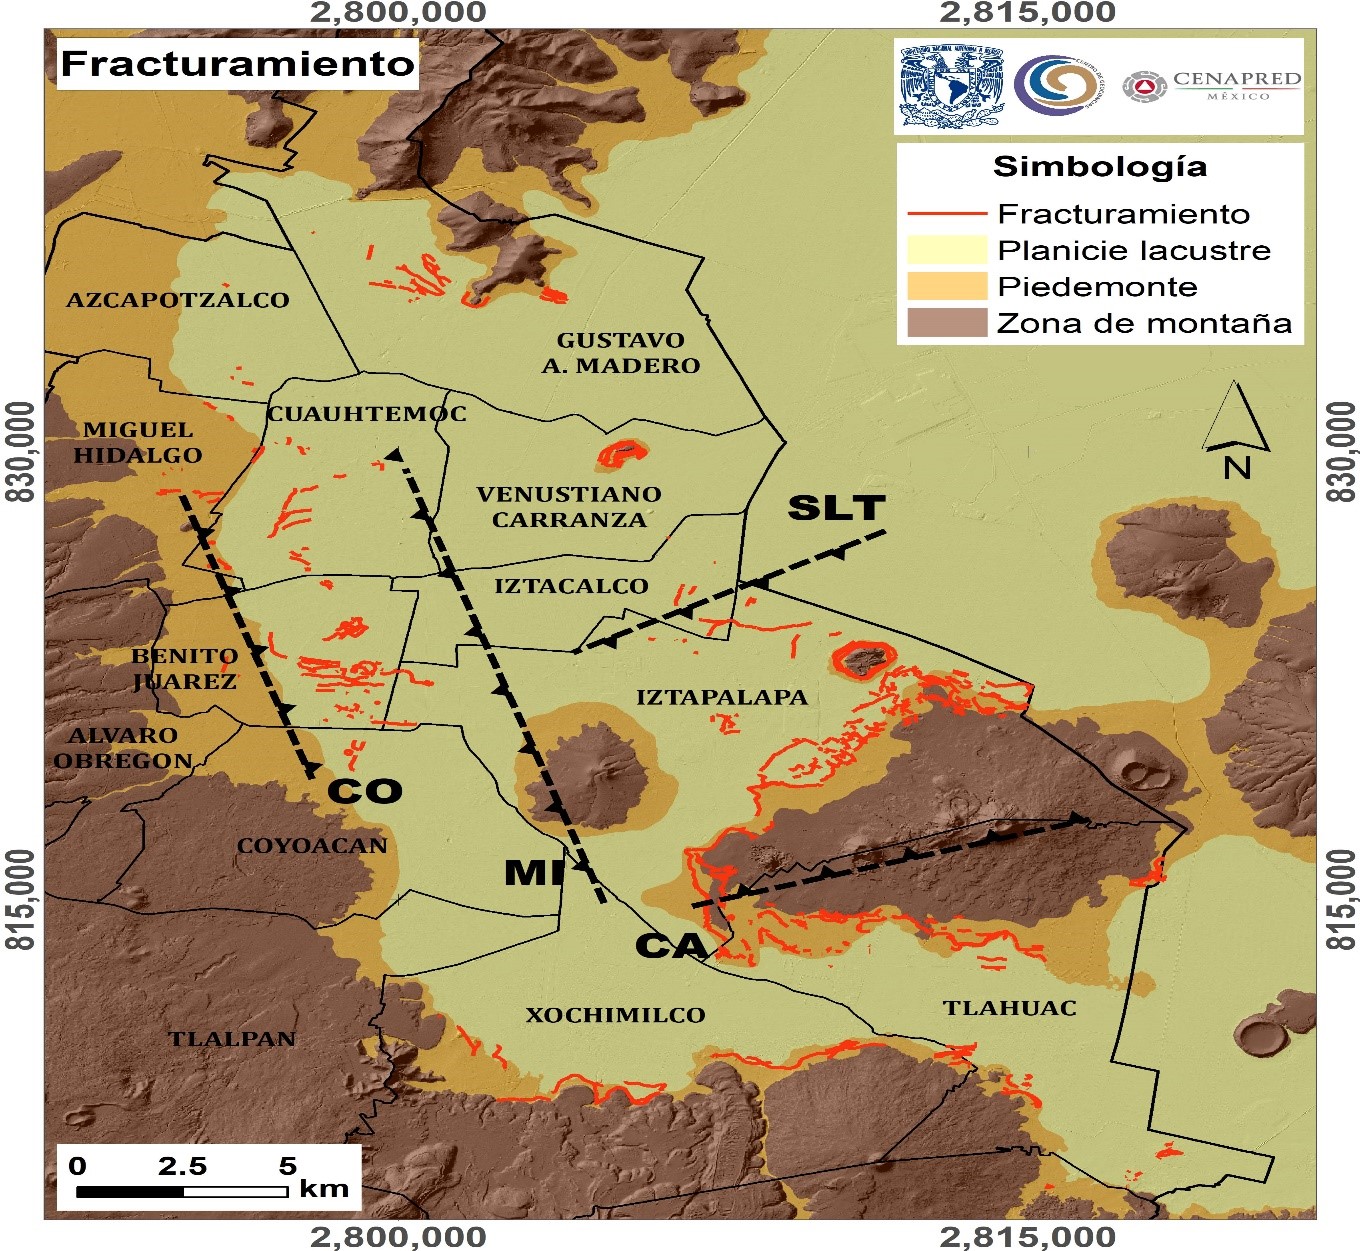 2,800,000
2,815,000
Fracturamiento
CENAPRED
MÉXICO
Simbología
Fracturamiento
Planicie lacustre
Piedemonte
Zona de montaña
AZCAPOTZALCO
GUSTAVO
A. MADERO
830,000
830,000
CUAUHTEMOC
MIGUEL
HIDALGO
N
VENUSTIANO
CARRANZA
SLT
IZTACALCO
BENITO
JUAREZ
IZTAPALAPA
ALVARO
OBREGON
CO
COYOACAN
MI
815,000
815,000
CA
XOCHIMILCO
TLAHUAC
TLALPAN
0 2.5 5
km
2,800,000
2,815,000